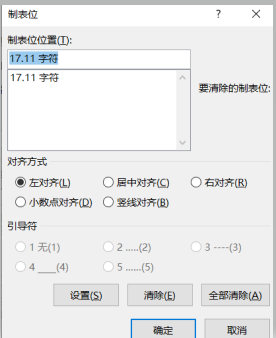 制表位 ? ×
制表位位置(T):
17.11 字符
17.11 字符
要清除的制表位:
对齐方式
左对齐(L) 居中对齐(C) 右对齐(R)
小数点对齐(D) 竖线对齐(B)
引导符
1 无(1) 2 .....(2) 3 ----(3)
4 ____(4) 5 ......(5)
设置(S) 清除(E) 全部清除(A)
确定 取消